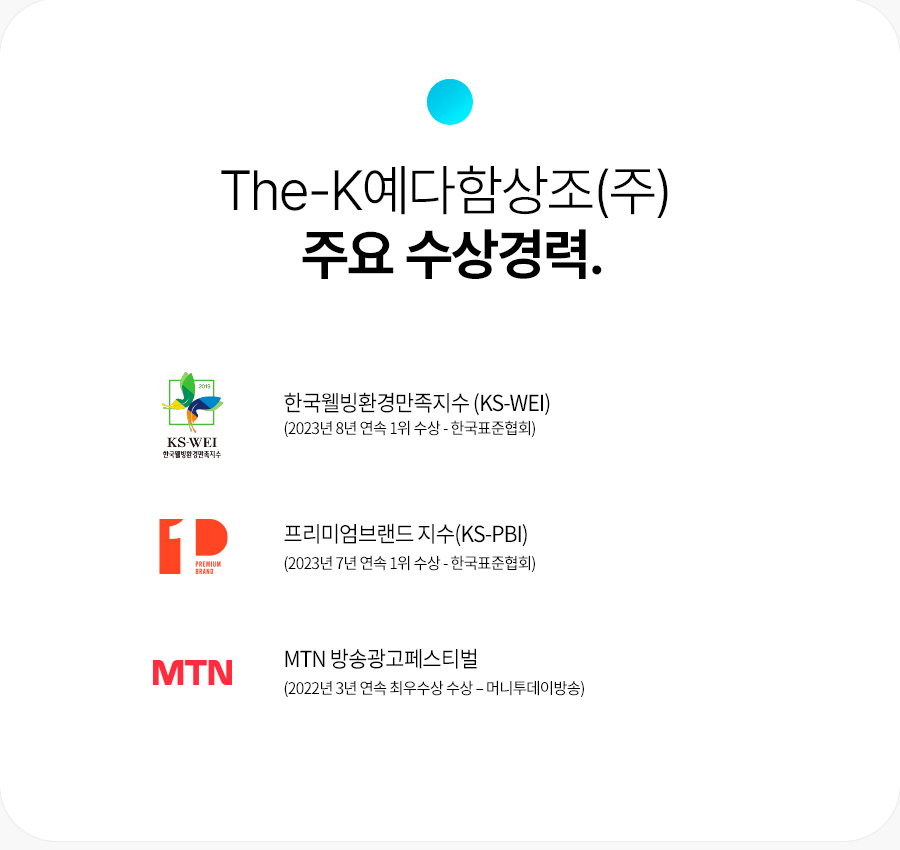 The-K예다함상조(주)
주요 수상경력.
2019
KS-WEI
한국웰빙환경만족지수
한국웰빙환경만족지수 (KS-WEI)
(2023년 8년 연속 1위 수상 - 한국표준협회)
1P
PREMIUM
BRAND
프리미엄브랜드 지수(KS-PBI)
(2023년 7년 연속 1위 수상 - 한국표준협회)
MTN
MTN 방송광고페스티벌
(2022년 3년 연속 최우수상 수상 – 머니투데이방송)